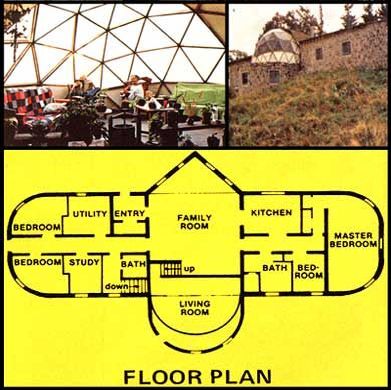 UTILITY
ENTRY
FAMILY
ROOM
KITCHEN
BEDROOM
MASTER
BEDROOM
BEDROOM
STUDY
BATH
up
BATH
BED-
ROOM
down
LIVING
ROOM
FLOOR PLAN